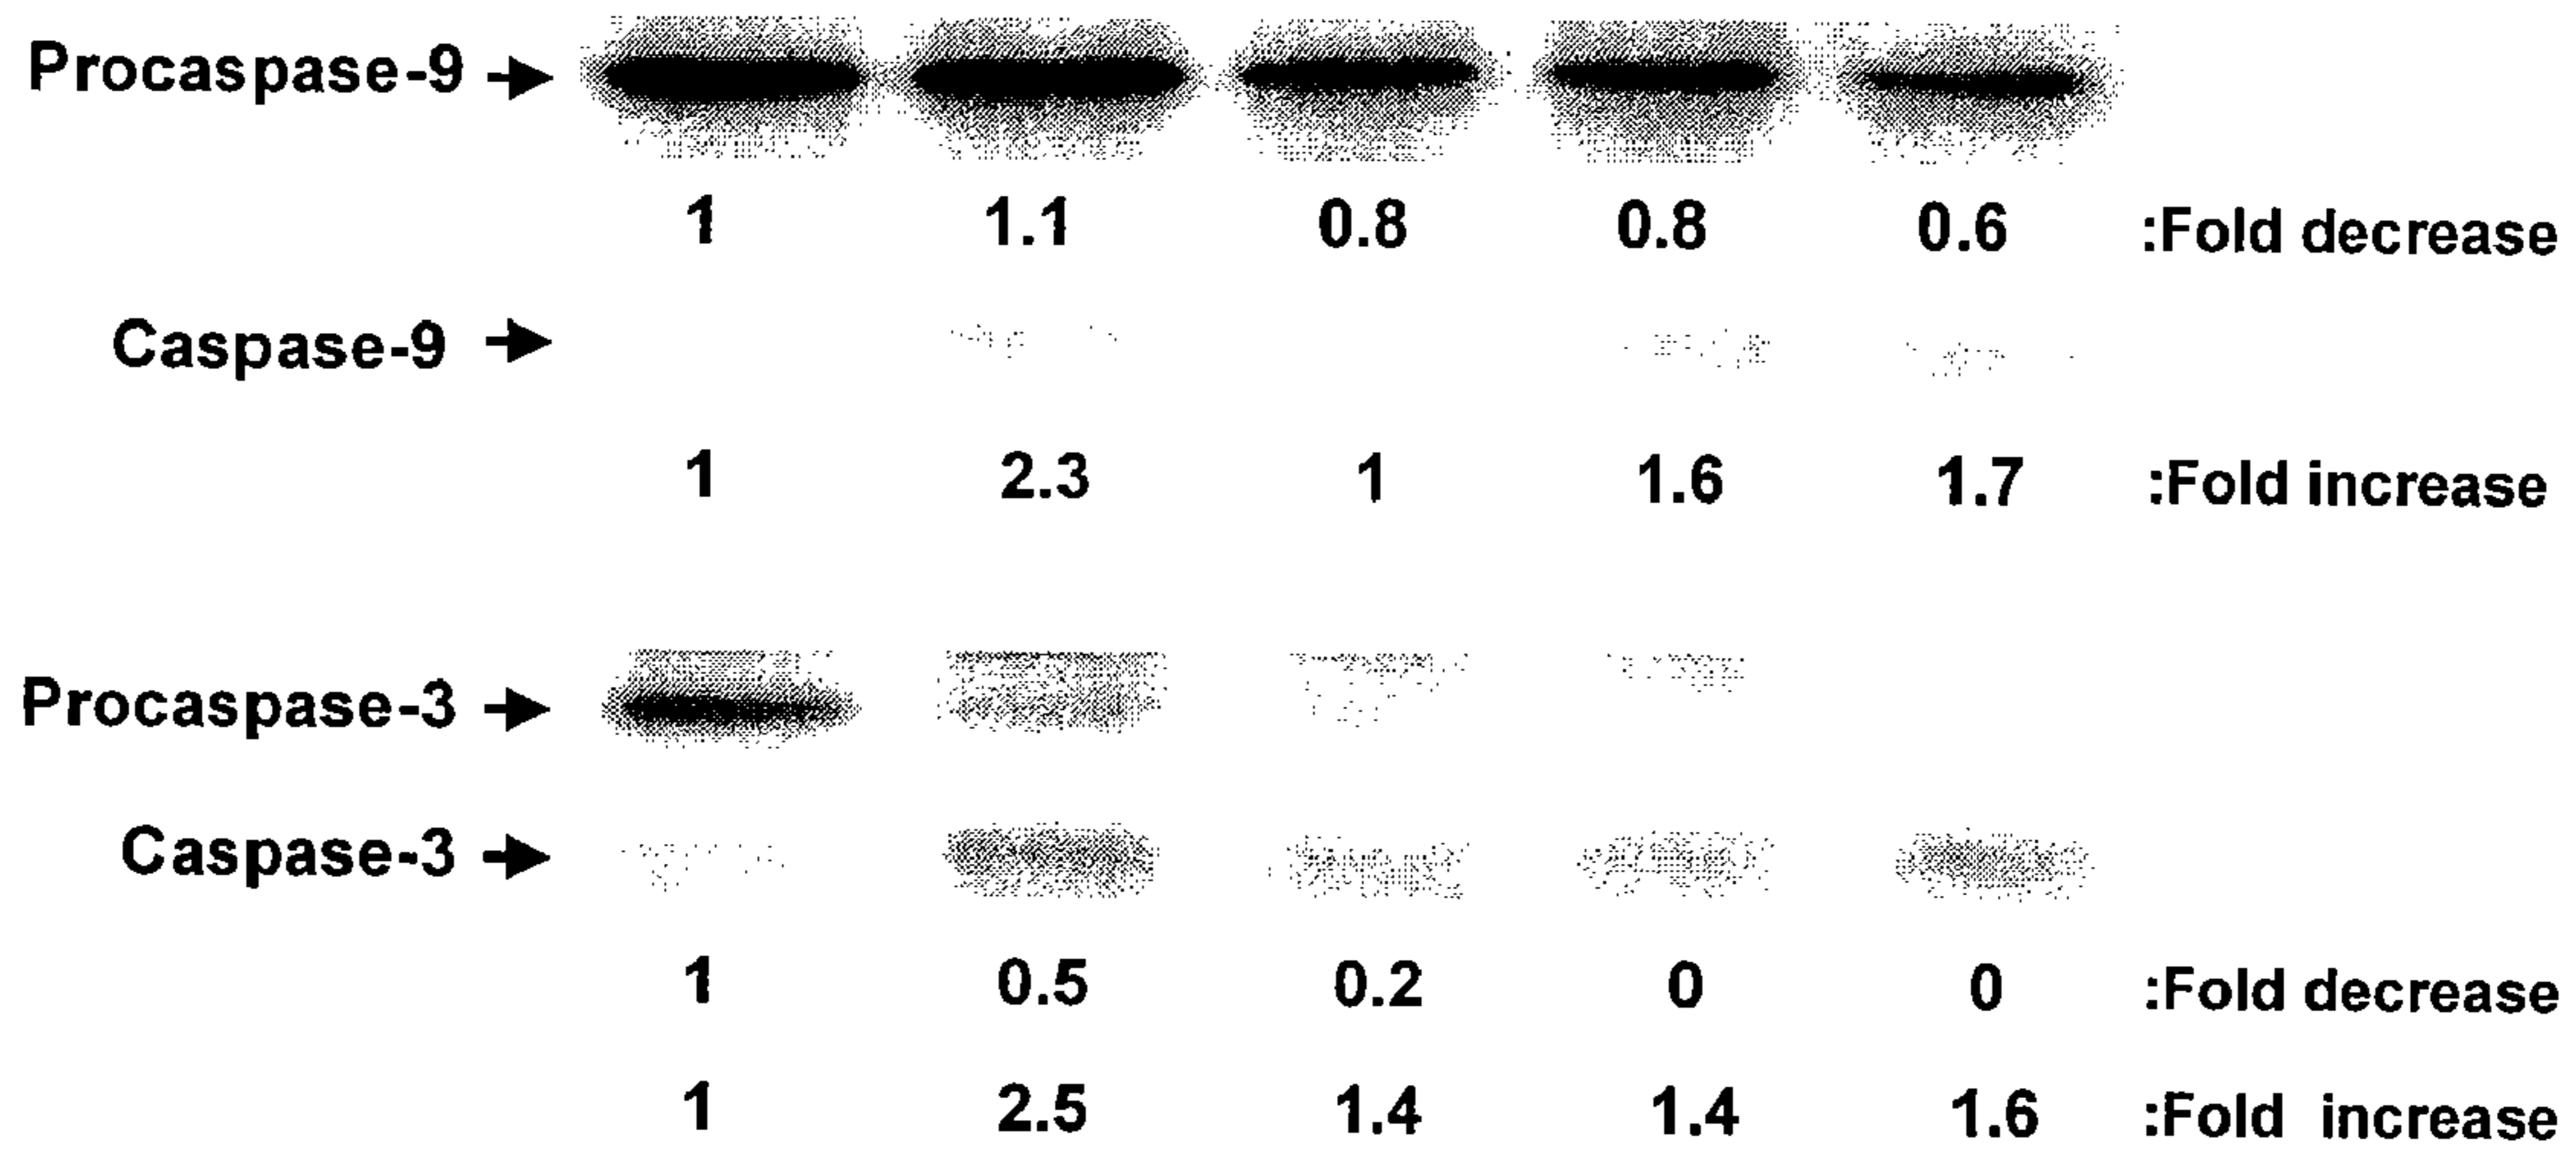 Procaspase-9
1 1.1 0.8 0.8 0.6 :Fold decrease
Caspase-9
1 2.3 1 1.6 1.7 :Fold increase
Procaspase-3
Caspase-3
1 0.5 0.2 0 0 :Fold decrease
1 2.5 1.4 1.4 1.6 :Fold increase